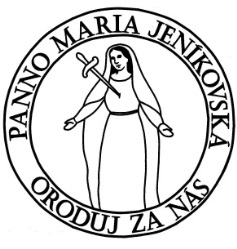 PANNO MARIA JENÍKOVSKÁ
ORODUJ ZA NÁS